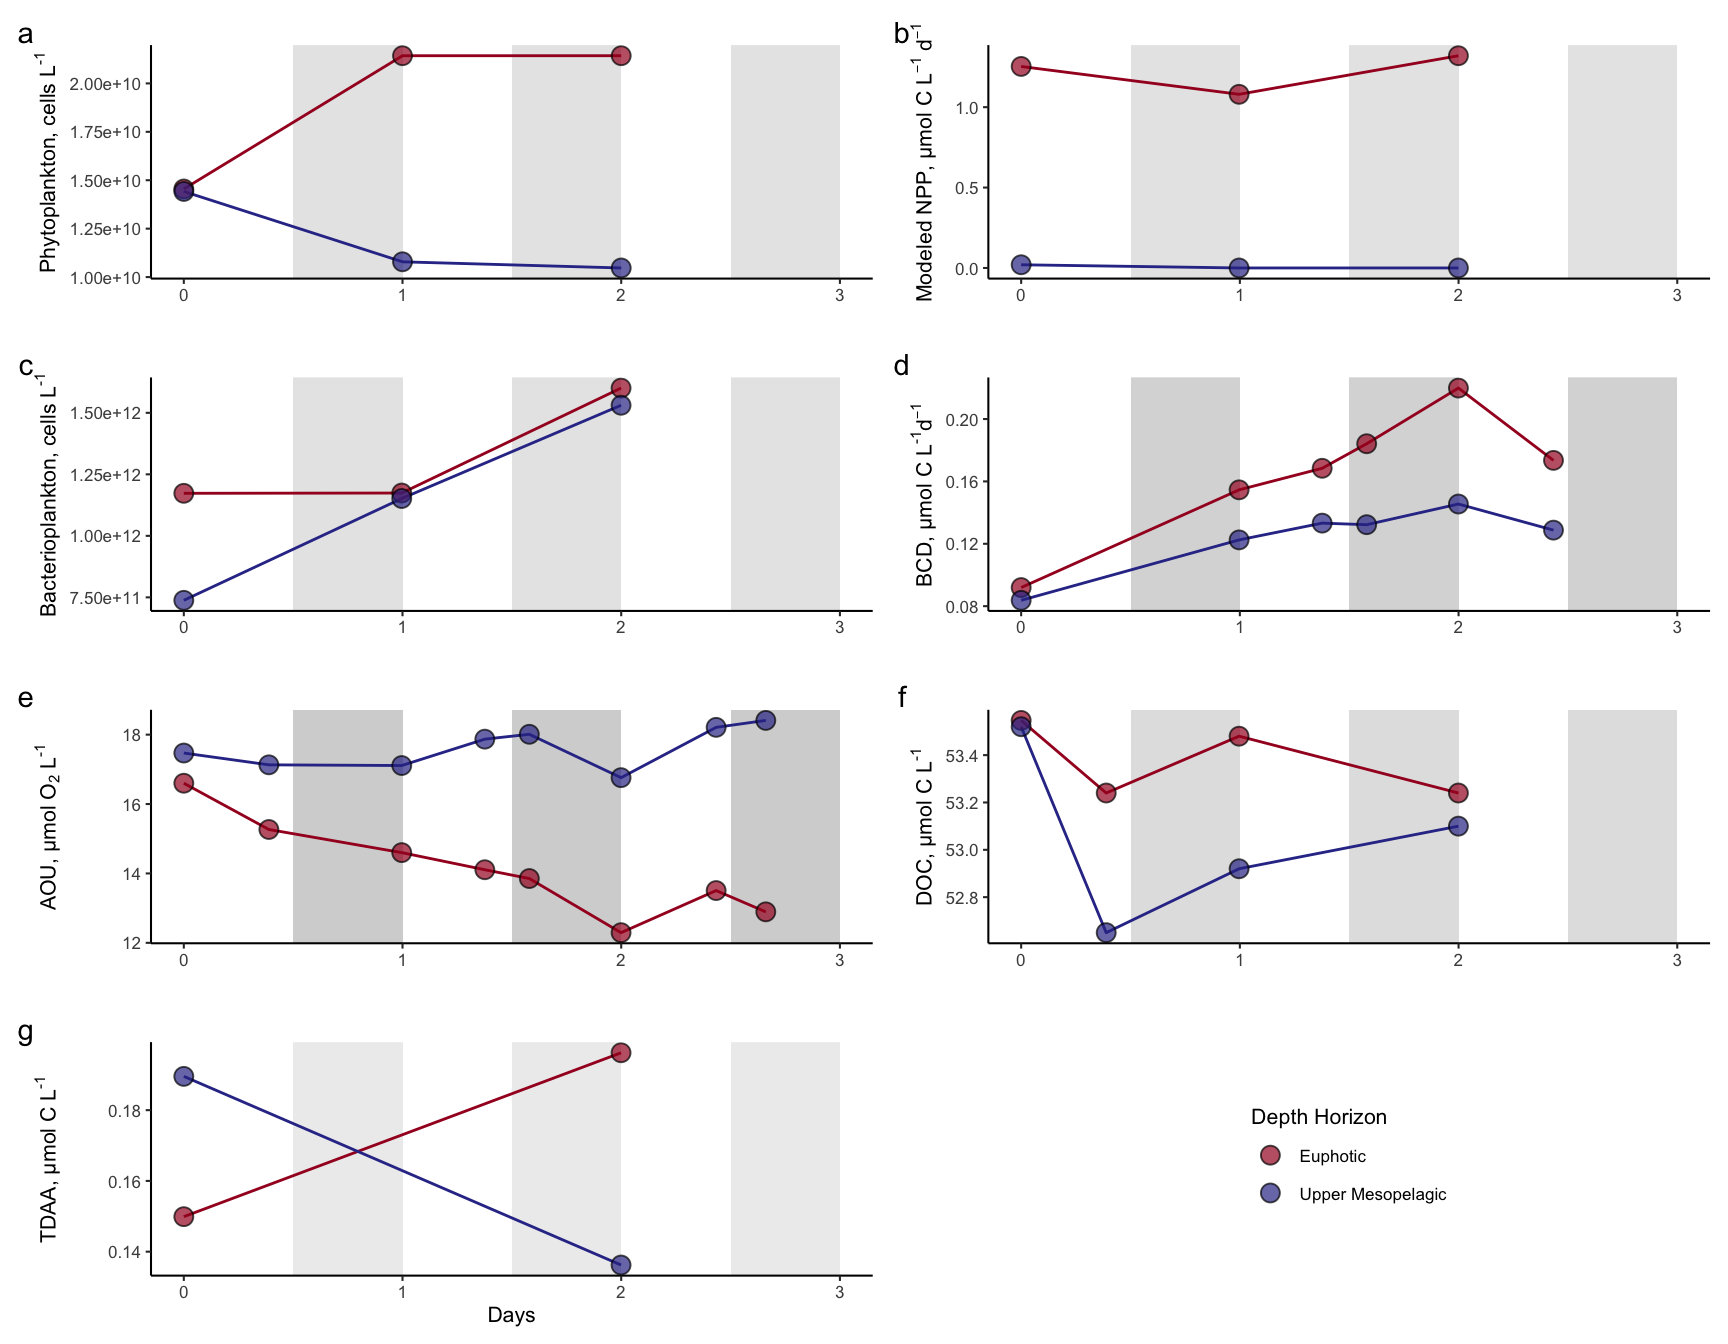 a
Phytoplankton, cells L⁻¹
2.00e+10
1.75e+10
1.50e+10
1.25e+10
1.00e+10
0 1 2 3
b
Modeled NPP, μmol C L⁻¹ d⁻¹
1.0
0.5
0.0
0 1 2 3
c
Bacterioplankton, cells L⁻¹
1.50e+12
1.25e+12
1.00e+12
7.50e+11
0 1 2 3
d
BCD, μmol C L⁻¹d⁻¹
0.20
0.16
0.12
0.08
0 1 2 3
e
AOU, μmol O₂ L⁻¹
18
16
14
12
0 1 2 3
f
DOC, μmol C L⁻¹
53.4
53.2
53.0
52.8
0 1 2 3
g
TDAA, μmol C L⁻¹
0.18
0.16
0.14
0 1 2 3
Days
Depth Horizon
Euphotic
Upper Mesopelagic